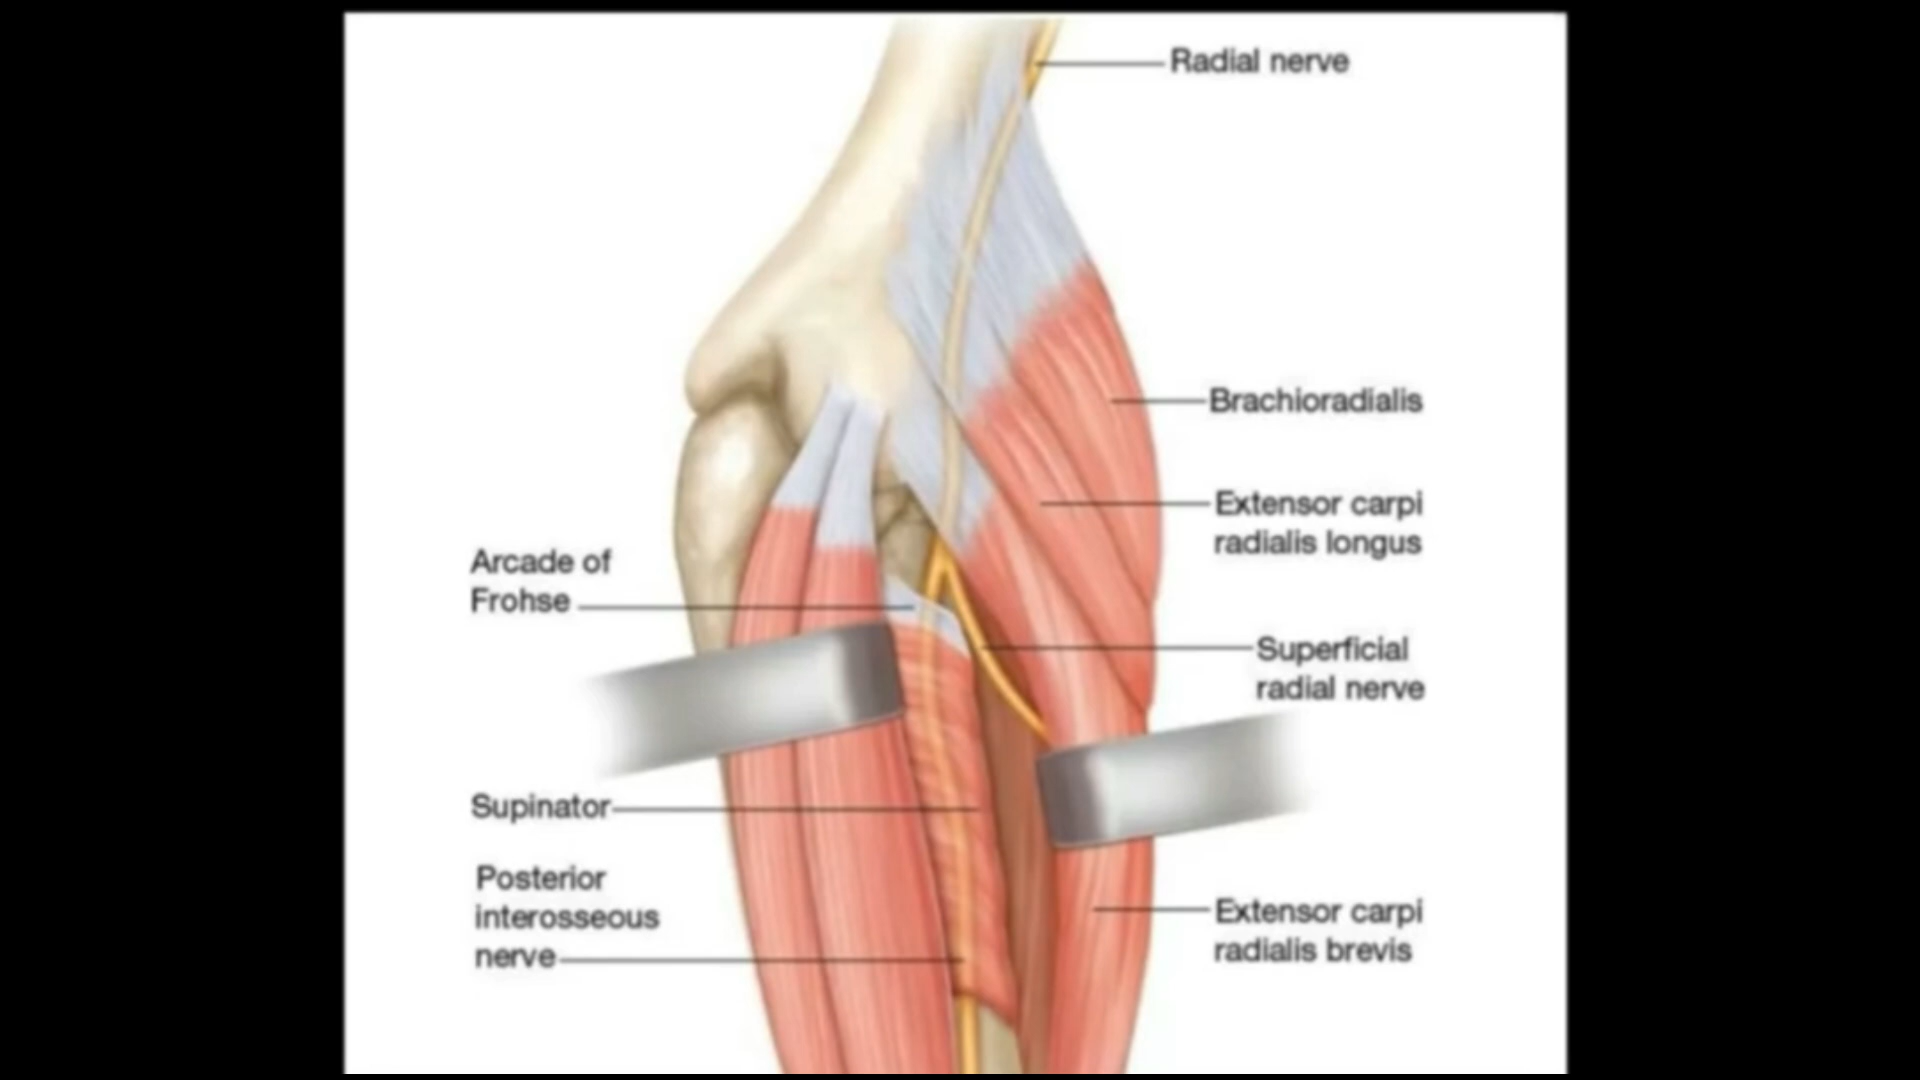 Radial nerve
Brachioradialis
Extensor carpi
radialis longus
Arcade of
Frohse
Superficial
radial nerve
Supinator
Posterior
interosseous
nerve
Extensor carpi
radialis brevis